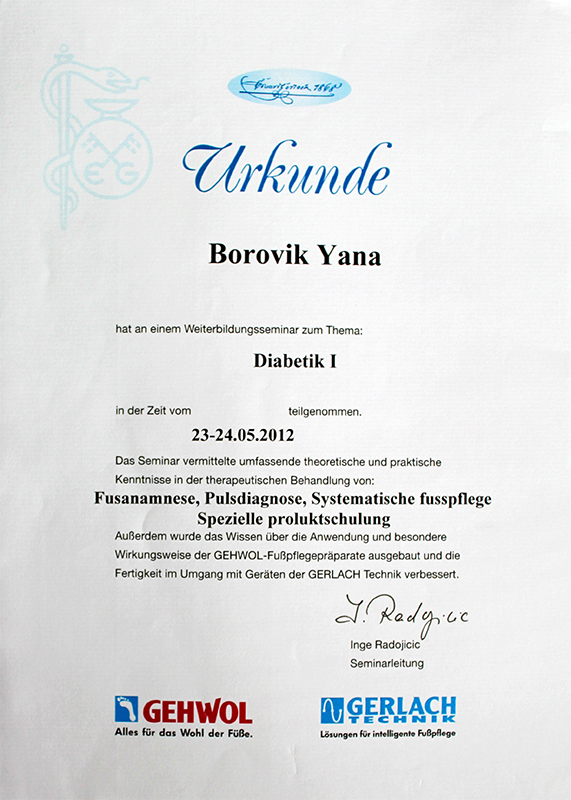 1868
EG
Urkunde
Borovik Yana
hat an einem Weiterbildungsseminar zum Thema:
Diabetik I
in der Zeit vom teilgenommen.
23-24.05.2012
Das Seminar vermittelte umfassende theoretische und praktische
Kenntnisse in der therapeutischen Behandlung von:
Fusanamnese, Pulsdiagnose, Systematische fusspflege
Spezielle proluktschulung
Außerdem wurde das Wissen über die Anwendung und besondere
Wirkungsweise der GEHWOL-Fußpflegepräparate ausgebaut und die
Fertigkeit im Umgang mit Geräten der GERLACH Technik verbessert.
I. Radojicic
Inge Radojicic
Seminarleitung
GEHWOL
Alles für das Wohl der Füße.
GERLACH
TECHNIK
Lösungen für intelligente Fußpflege